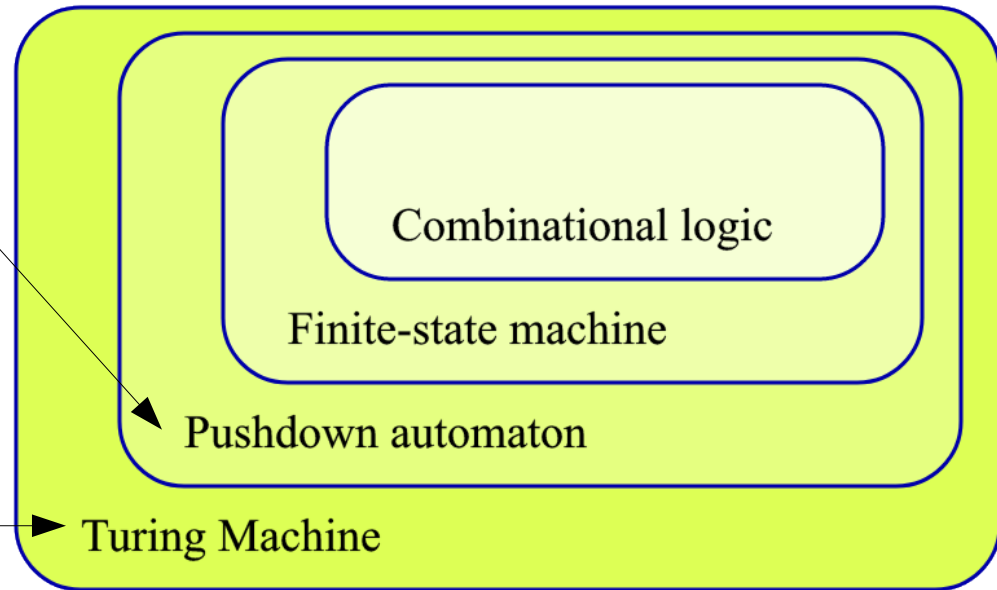 Combinational logic
Finite-state machine
Pushdown automaton
Turing Machine